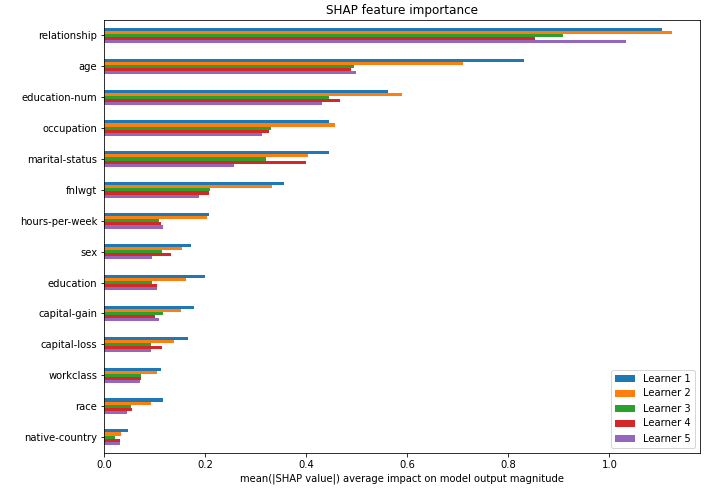 SHAP feature importance
relationship
age
education-num
occupation
marital-status
fnlwgt
hours-per-week
sex
education
capital-gain
capital-loss
workclass
race
native-country
Learner 1
Learner 2
Learner 3
Learner 4
Learner 5
0.0 0.2 0.4 0.6 0.8 1.0
mean(|SHAP value|) average impact on model output magnitude